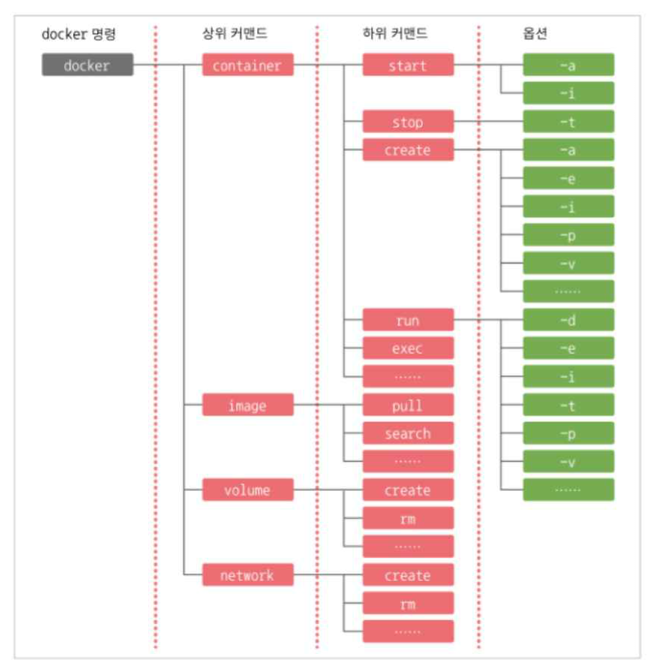 docker 명령 상위 커맨드 하위 커맨드 옵션
docker container start -a
-i
stop -t
create -a
-e
-i
-p
-v
······
run -d
exec -e
······ -i
image pull -t
search -p
······ -v
volume create ······
rm
······
network create
rm
······